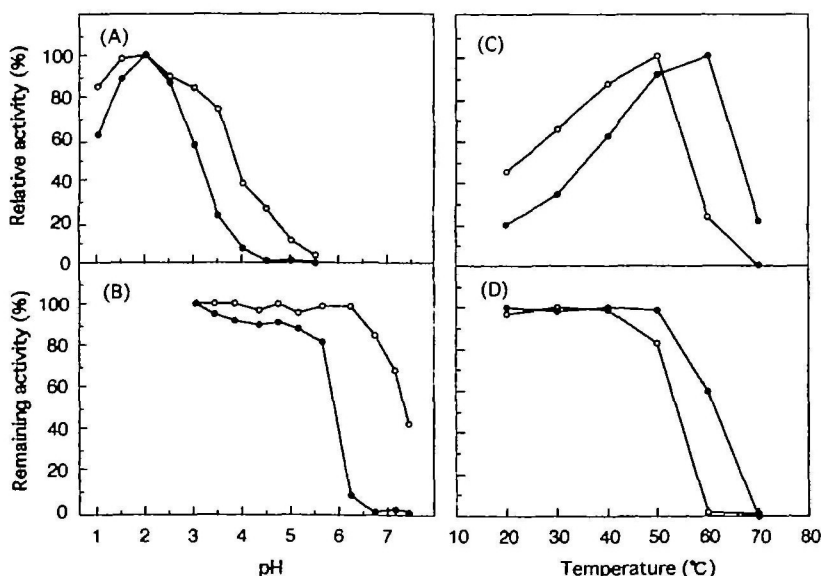 (A)
(C)
Relative activity (%)
100
80
60
40
20
0
(B)
(D)
Remaining activity (%)
100
80
60
40
20
0
1 2 3 4 5 6 7
10 20 30 40 50 60 70 80
pH
Temperature (℃)